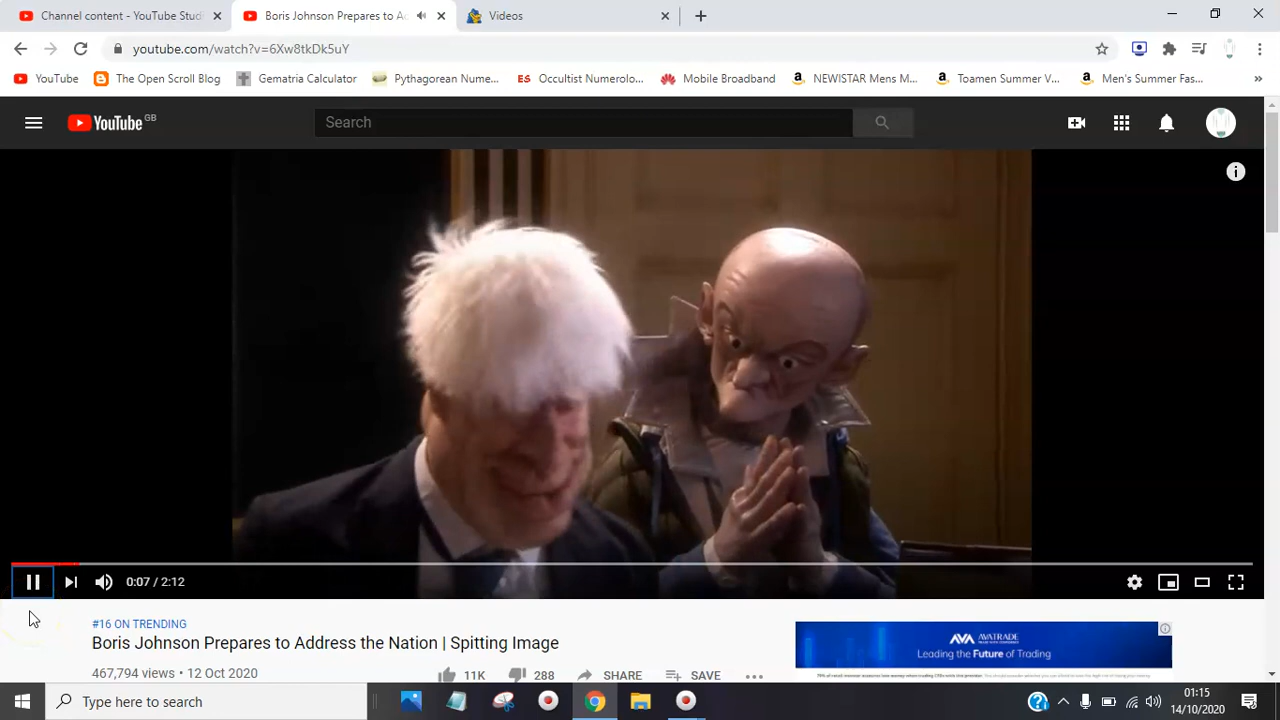 Channel content - YouTube Studi
Boris Johnson Prepares to Ad
Videos
youtube.com/watch?v=6Xw8tkDk5uY
YouTube
The Open Scroll Blog
Gematria Calculator
Pythagorean Nume...
ES Occultist Numerolo...
Mobile Broadband
NEWISTAR Mens M...
Toamen Summer V...
Men's Summer Fas...
YouTube GB
Search
0:07 / 2:12
#16 ON TRENDING
Boris Johnson Prepares to Address the Nation | Spitting Image
467,794 views • 12 Oct 2020
11K
288
SHARE
SAVE
AVA AVATRADE
Leading the Future of Trading
Type here to search
01:15
14/10/2020